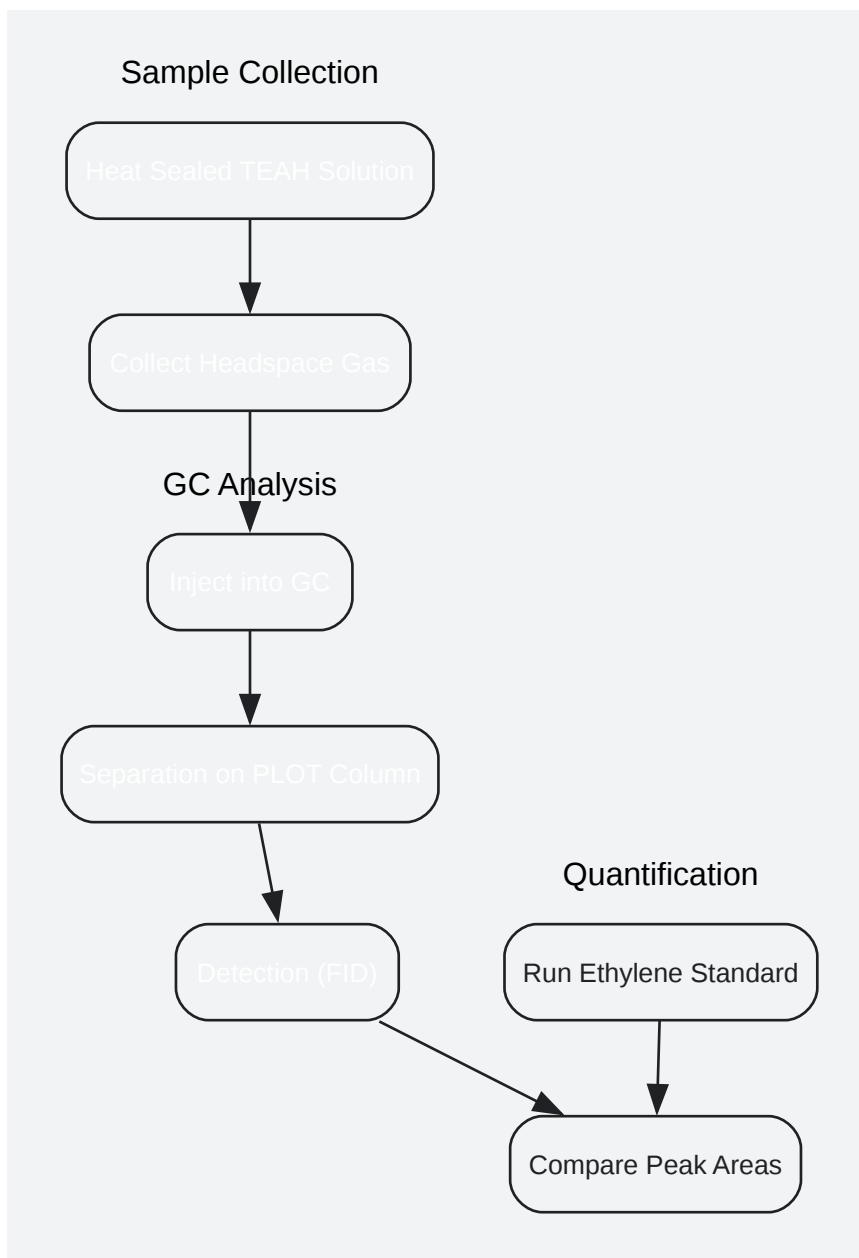 Sample Collection
Heat Sealed TEAH Solution
Collect Headspace Gas
GC Analysis
Inject into GC
Separation on PLOT Column
Quantification
Detection (FID)
Run Ethylene Standard
Compare Peak Areas